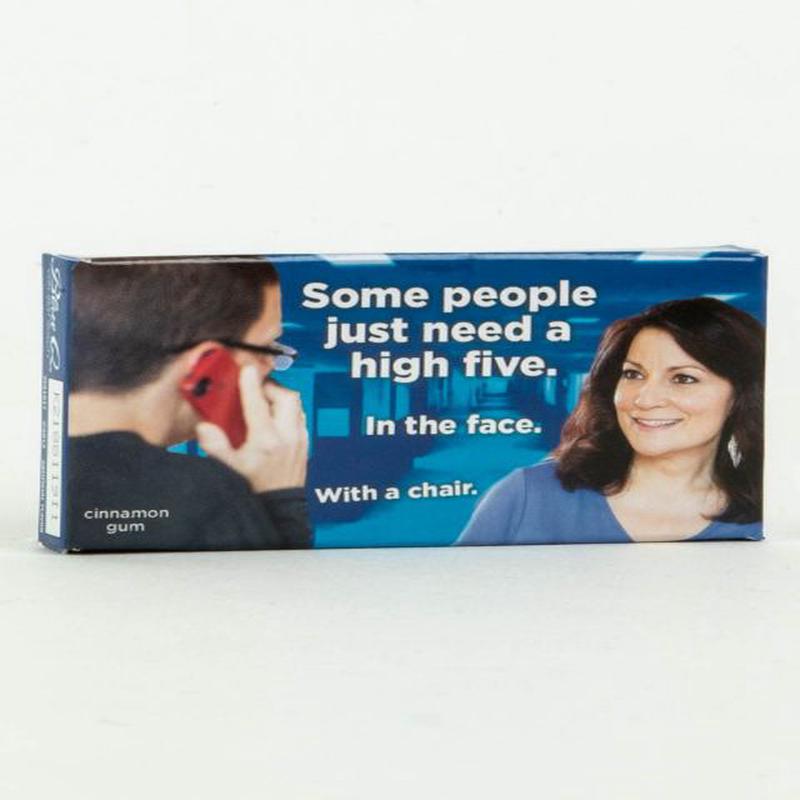 Some people
just need a
high five.
In the face.
With a chair.
cinnamon
gum